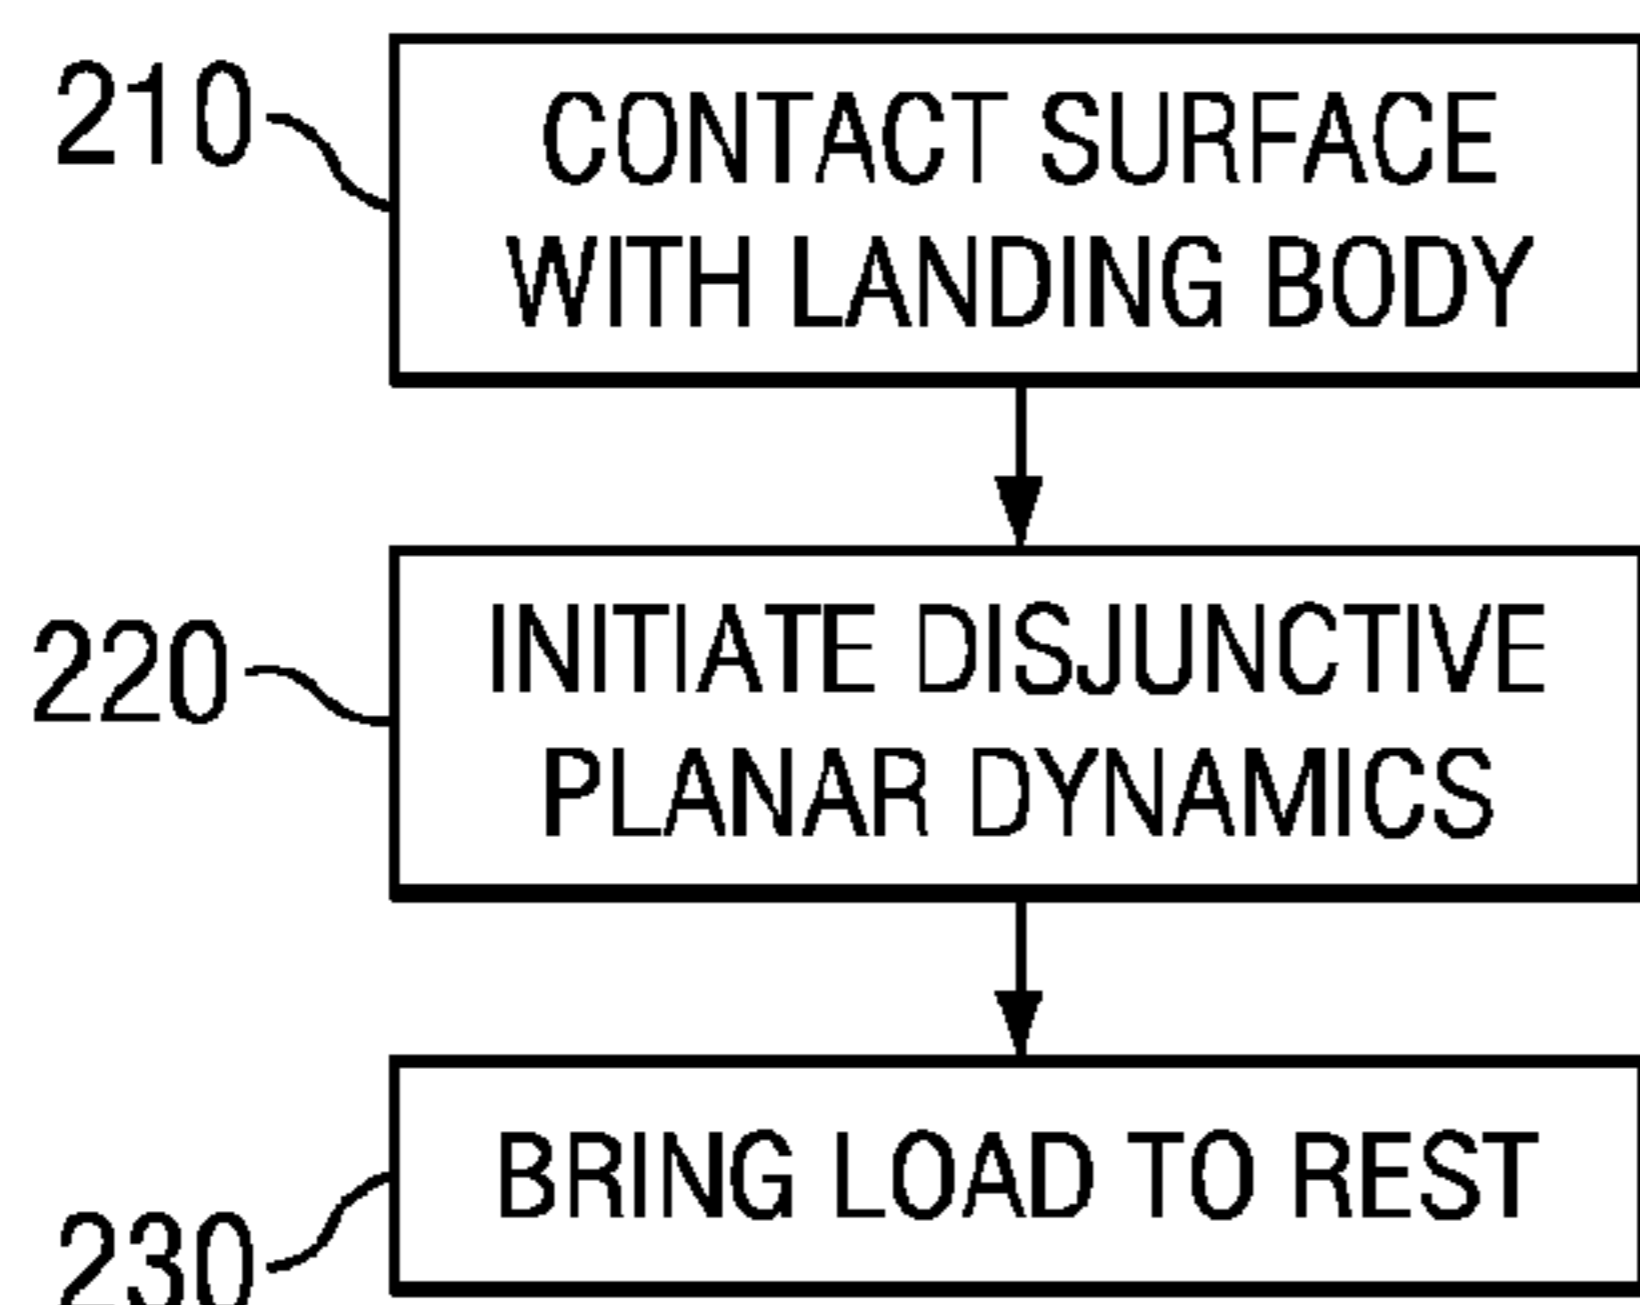 210
CONTACT SURFACE
WITH LANDING BODY
220
INITIATE DISJUNCTIVE
PLANAR DYNAMICS
BRING LOAD TO REST
230